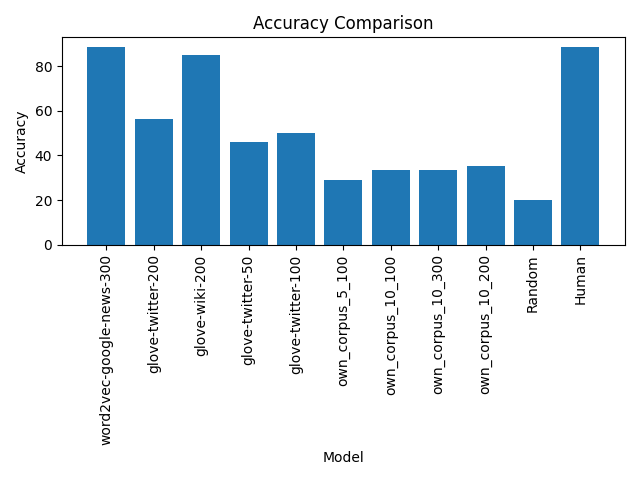 Accuracy Comparison
Accuracy
80
60
40
20
0
word2vec-google-news-300
glove-twitter-200
glove-wiki-200
glove-twitter-50
glove-twitter-100
own_corpus_5_100
own_corpus_10_100
own_corpus_10_300
own_corpus_10_200
Random
Human
Model